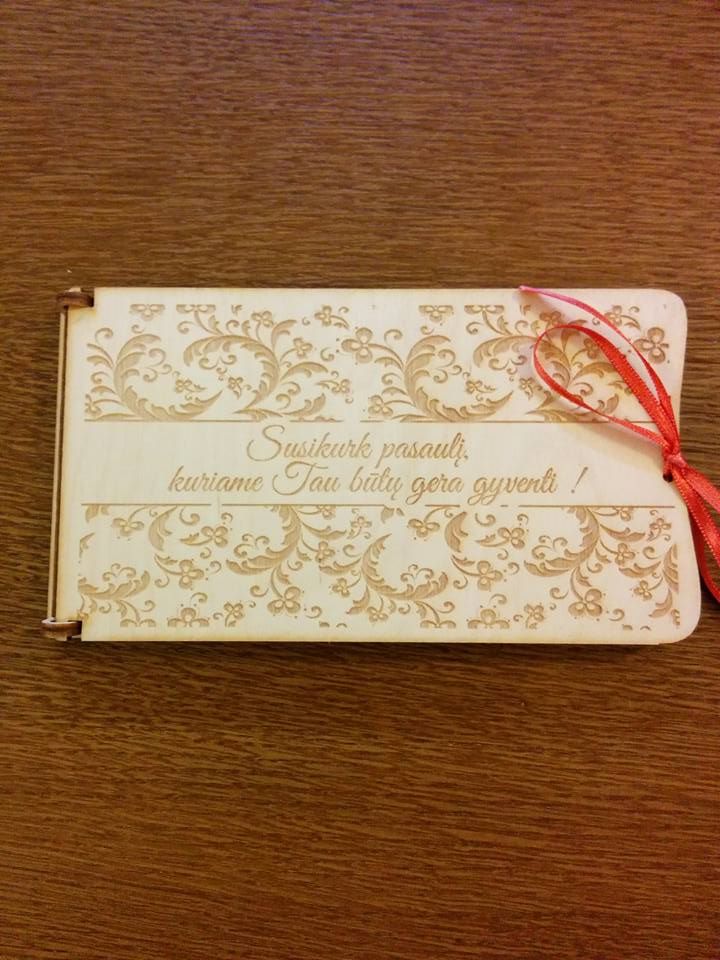 Susikurk pasaulį,
kuriame Tau būtų gera gyventi !